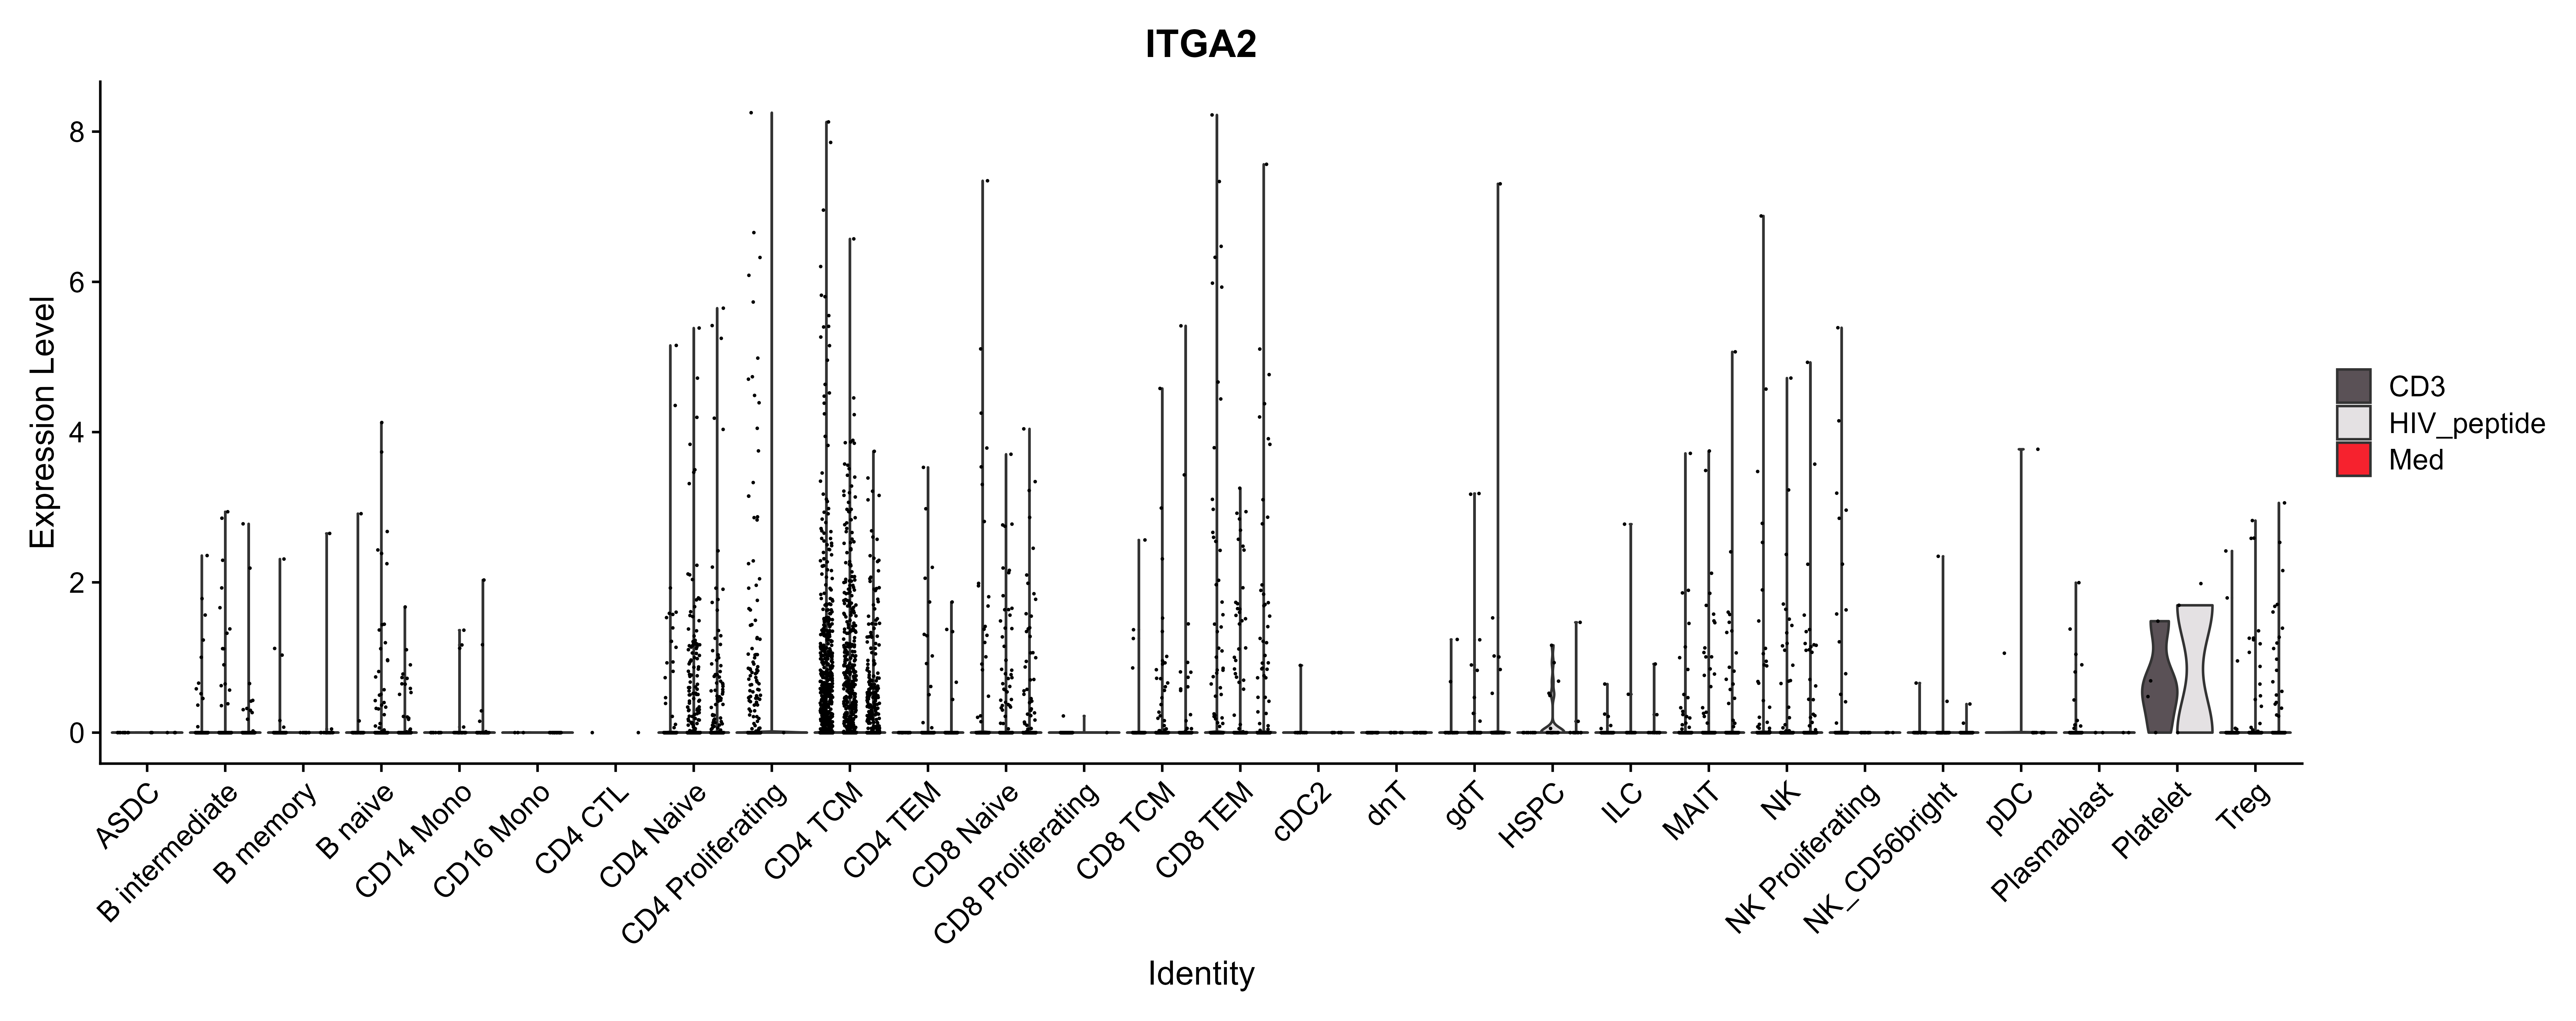 ITGA2
Expression Level
8
6
4
2
0
ASDC
B intermediate
B memory
B naive
CD14 Mono
CD16 Mono
CD4 CTL
CD4 Naive
CD4 Proliferating
CD4 TCM
CD4 TEM
CD8 Naive
CD8 Proliferating
CD8 TCM
CD8 TEM
cDC2
dnT
gdT
HSPC
ILC
MAIT
NK
NK Proliferating
NK_CD56bright
pDC
Plasmablast
Platelet
Treg
Identity
CD3
HIV_peptide
Med